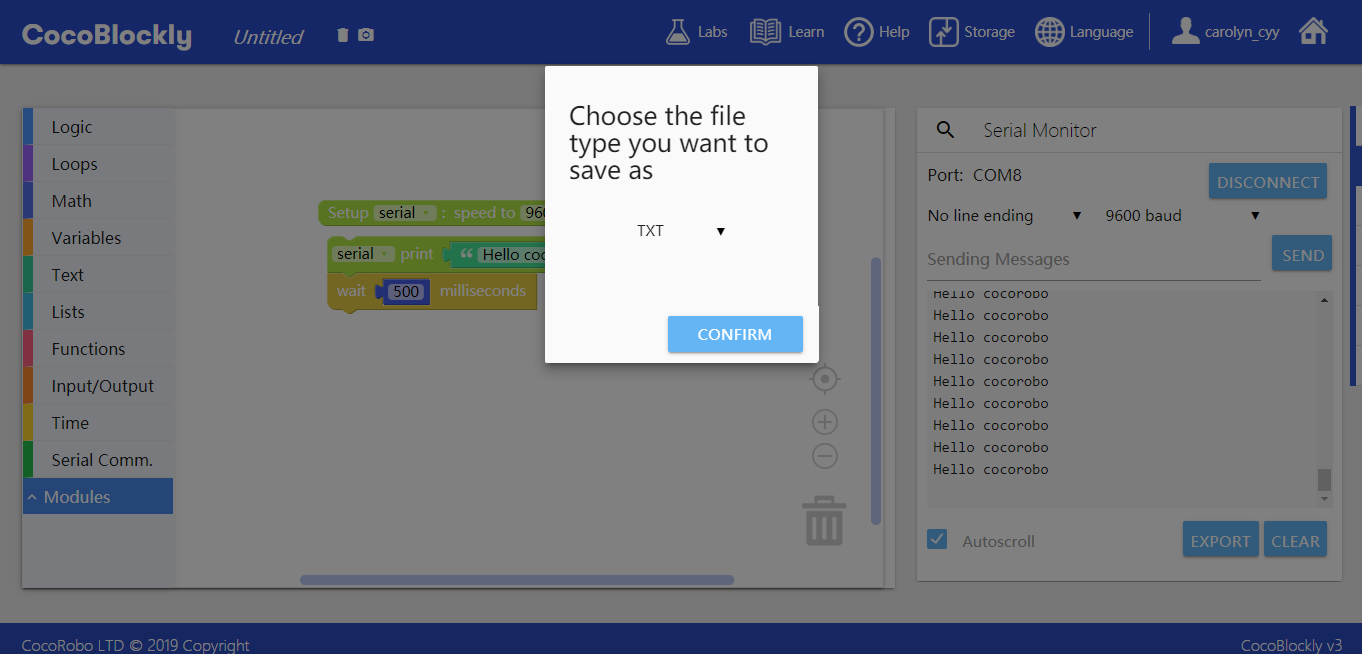 CocoBlockly
Untitled
Labs
Learn
Help
Storage
Language
carolyn_cyy
Logic
Loops
Math
Variables
Text
Lists
Functions
Input/Output
Time
Serial Comm.
Modules
Setup serial : speed to
serial print “ Hello
wait 500 milliseconds
Choose the file
type you want to
save as
TXT
CONFIRM
Serial Monitor
Port: COM8
DISCONNECT
No line ending
9600 baud
Sending Messages
SEND
Hello cocorobo
Hello cocorobo
Hello cocorobo
Hello cocorobo
Hello cocorobo
Hello cocorobo
Hello cocorobo
Hello cocorobo
Hello cocorobo
Autoscroll
EXPORT
CLEAR
CocoRobo LTD © 2019 Copyright
CocoBlockly v3